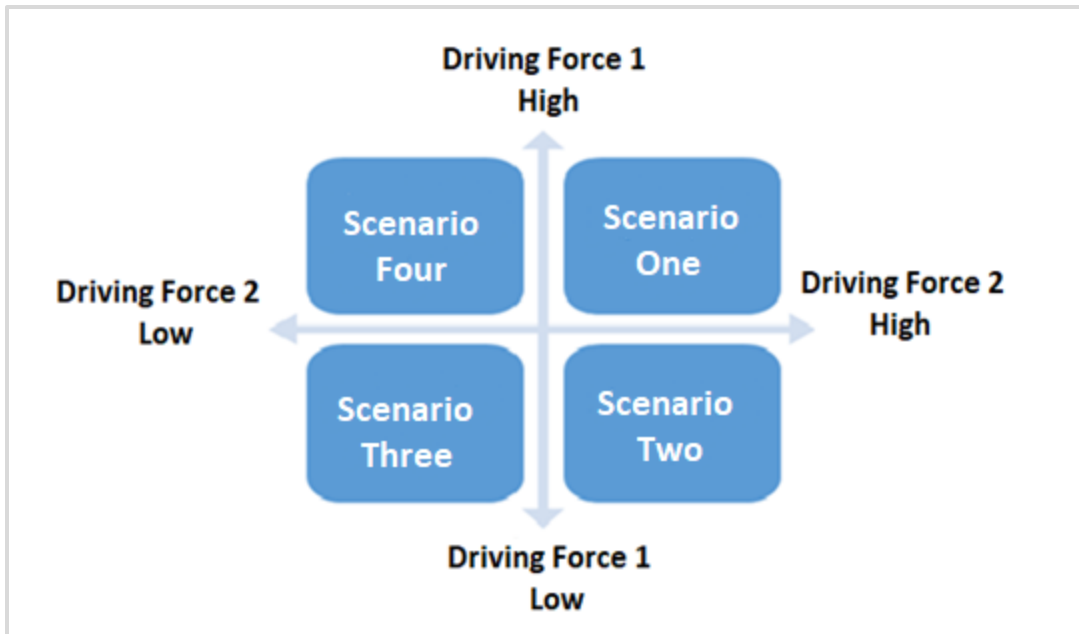 Driving Force 1
High
Scenario
Four
Scenario
One
Driving Force 2
Low
Driving Force 2
High
Scenario
Three
Scenario
Two
Driving Force 1
Low